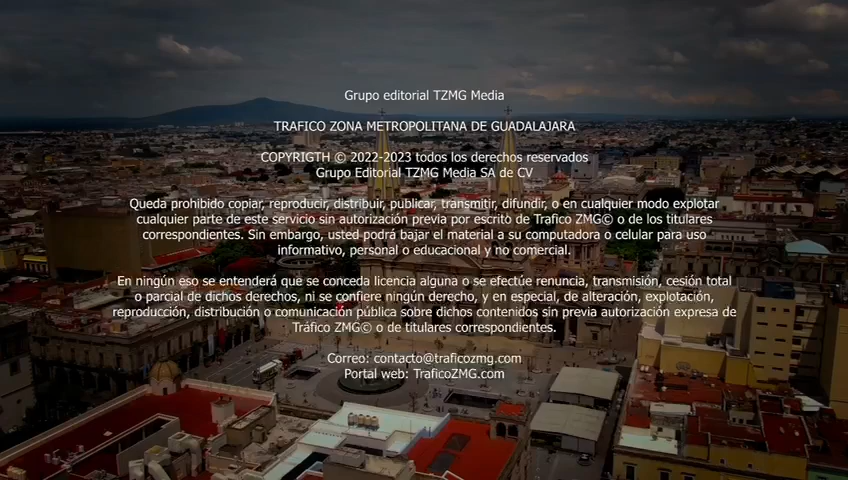 Grupo editorial TZMG Media
TRAFICO ZONA METROPOLITANA DE GUADALAJARA
COPYRIGTH © 2022-2023 todos los derechos reservados
Grupo Editorial TZMG Media SA de CV
Queda prohibido copiar, reproducir, distribuir, publicar, transmitir, difundir, o en cualquier modo explotar
cualquier parte de este servicio sin autorización previa por escrito de Trafico ZMG© o de los titulares
correspondientes. Sin embargo, usted podrá bajar el material a su computadora o celular para uso
informativo, personal o educacional y no comercial.
En ningún eso se entenderá que se conceda licencia alguna o se efectúe renuncia, transmisión, cesión total
o parcial de dichos derechos, ni se confiere ningún derecho, y en especial, de alteración, explotación,
reproducción, distribución o comunicación pública sobre dichos contenidos sin previa autorización expresa de
Tráfico ZMG© o de titulares correspondientes.
Correo: contacto@traficozmg.com
Portal web: TraficoZMG.com